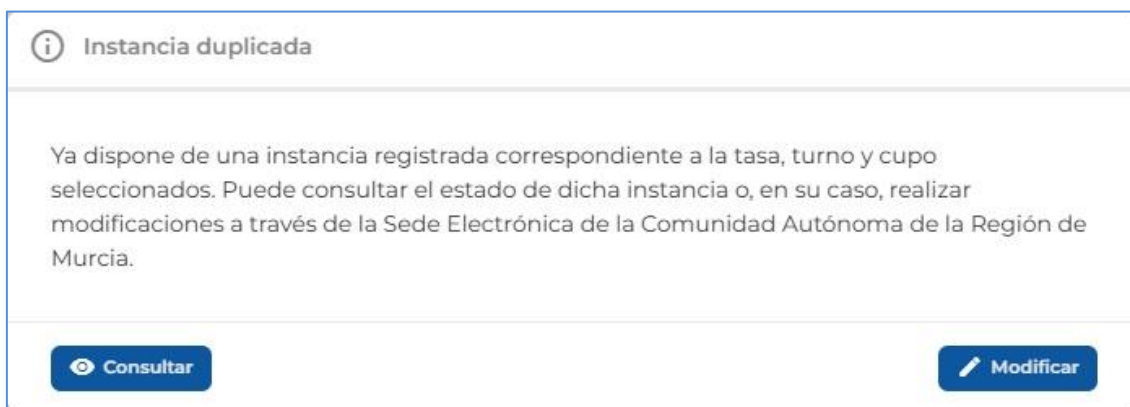 Instancia duplicada
Ya dispone de una instancia registrada correspondiente a la tasa, turno y cupo
seleccionados. Puede consultar el estado de dicha instancia o, en su caso, realizar
modificaciones a través de la Sede Electrónica de la Comunidad Autónoma de la Región de
Murcia.
Consultar
Modificar